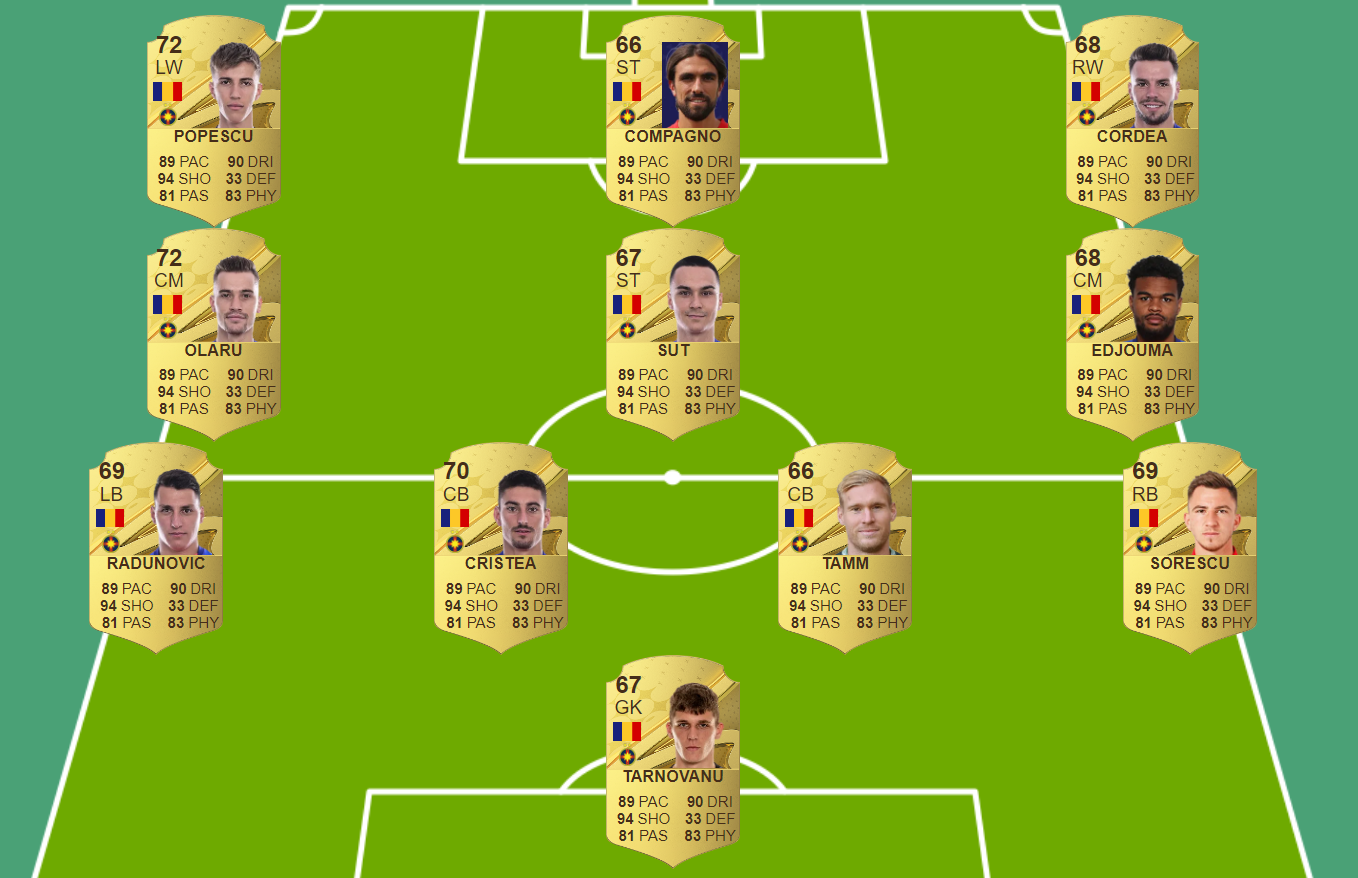 72
LW
POPESCU
89 PAC 90 DRI
94 SHO 33 DEF
81 PAS 83 PHY
66
ST
COMPAGNO
89 PAC 90 DRI
94 SHO 33 DEF
81 PAS 83 PHY
68
RW
CORDEA
89 PAC 90 DRI
94 SHO 33 DEF
81 PAS 83 PHY
72
CM
OLARU
89 PAC 90 DRI
94 SHO 33 DEF
81 PAS 83 PHY
67
ST
SUT
89 PAC 90 DRI
94 SHO 33 DEF
81 PAS 83 PHY
68
CM
EDJOUMA
89 PAC 90 DRI
94 SHO 33 DEF
81 PAS 83 PHY
69
LB
RADUNOVIC
89 PAC 90 DRI
94 SHO 33 DEF
81 PAS 83 PHY
70
CB
CRISTEA
89 PAC 90 DRI
94 SHO 33 DEF
81 PAS 83 PHY
66
CB
TAMM
89 PAC 90 DRI
94 SHO 33 DEF
81 PAS 83 PHY
69
RB
SORESCU
89 PAC 90 DRI
94 SHO 33 DEF
81 PAS 83 PHY
67
GK
TARNOVANU
89 PAC 90 DRI
94 SHO 33 DEF
81 PAS 83 PHY